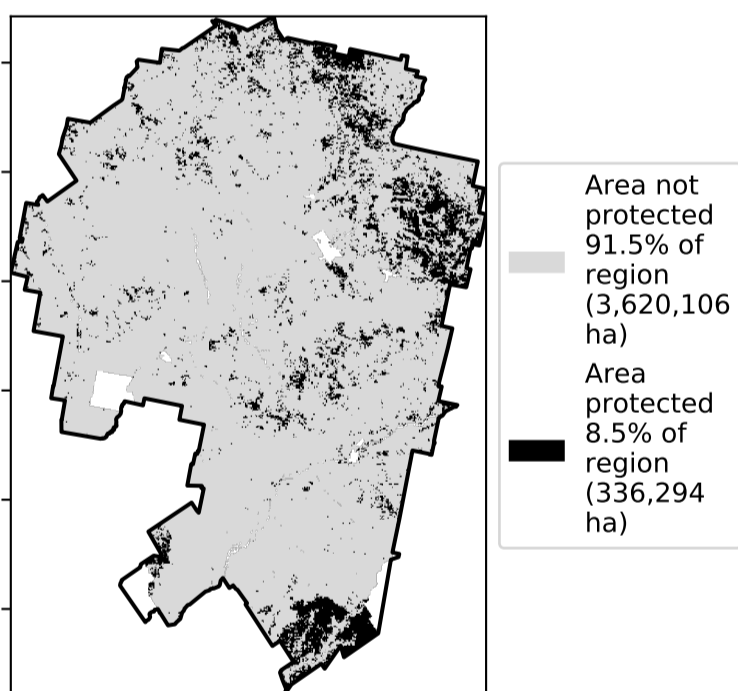 Area not
protected
91.5% of
region
(3,620,106
ha)
Area
protected
8.5% of
region
(336,294
ha)